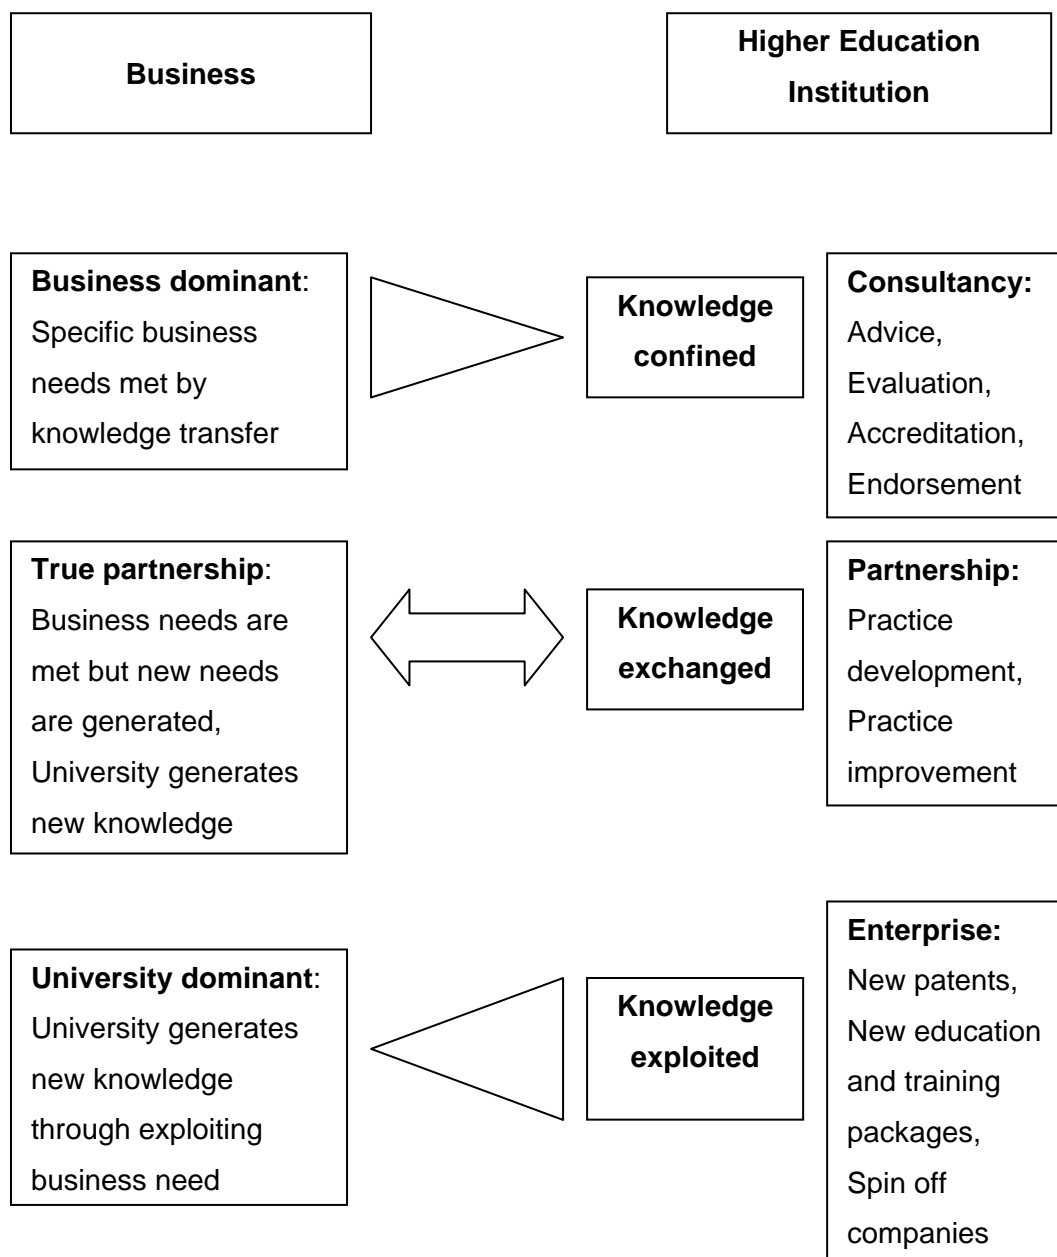 Business
Higher Education
Institution
Business dominant:
Specific business
needs met by
knowledge transfer
Knowledge
confined
Consultancy:
Advice,
Evaluation,
Accreditation,
Endorsement
True partnership:
Business needs are
met but new needs
are generated,
University generates
new knowledge
Knowledge
exchanged
Partnership:
Practice
development,
Practice
improvement
University dominant:
University generates
new knowledge
through exploiting
business need
Knowledge
exploited
Enterprise:
New patents,
New education
and training
packages,
Spin off
companies